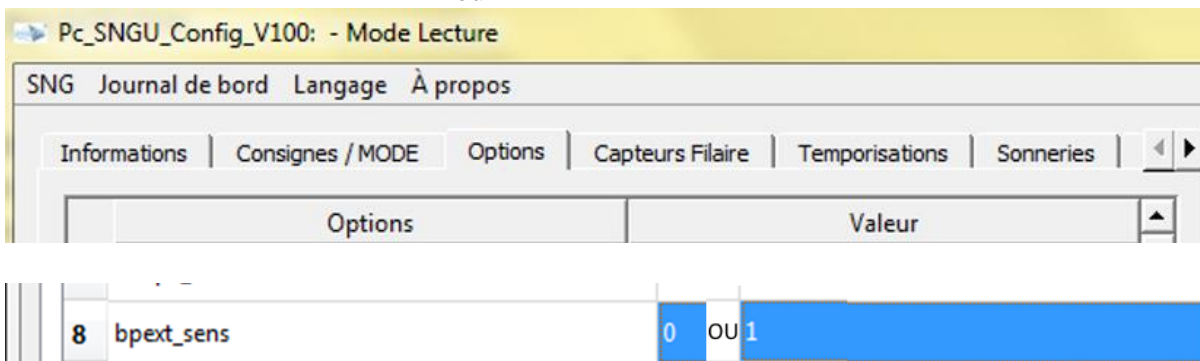 Pc_SNGU_Config_V100: - Mode Lecture
SNG Journal de bord Langage À propos
Informations Consignes / MODE Options Capteurs Filaire Temporisations Sonneries
Options Valeur
8 bpext_sens 0 OU 1